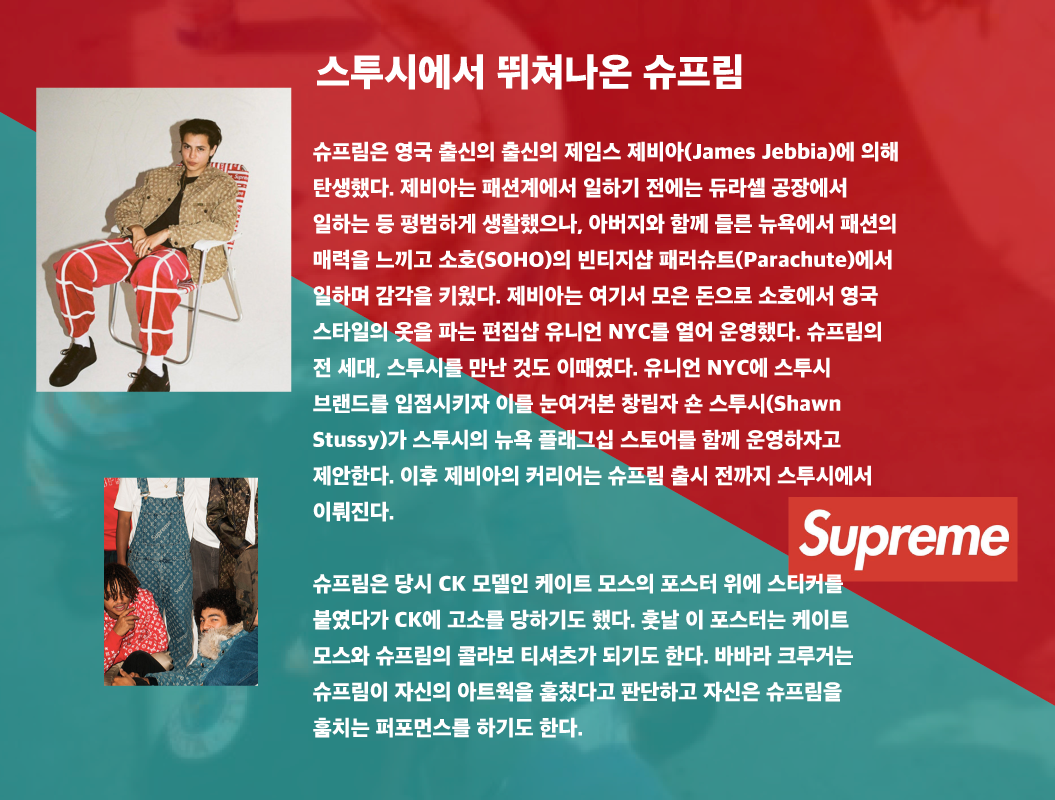 스투시에서 뛰쳐나온 슈프림
슈프림은 영국 출신의 출신의 제임스 제비아(James Jebbia)에 의해
탄생했다. 제비아는 패션계에서 일하기 전에는 듀라셀 공장에서
일하는 등 평범하게 생활했으나, 아버지와 함께 들른 뉴욕에서 패션의
매력을 느끼고 소호(SOHO)의 빈티지샵 패러슈트(Parachute)에서
일하며 감각을 키웠다. 제비아는 여기서 모은 돈으로 소호에서 영국
스타일의 옷을 파는 편집샵 유니언 NYC를 열어 운영했다. 슈프림의
전 세대, 스투시를 만난 것도 이때였다. 유니언 NYC에 스투시
브랜드를 입점시키자 이를 눈여겨본 창립자 숀 스투시(Shawn
Stussy)가 스투시의 뉴욕 플래그십 스토어를 함께 운영하자고
제안한다. 이후 제비아의 커리어는 슈프림 출시 전까지 스투시에서
이뤄진다.
Supreme
슈프림은 당시 CK 모델인 케이트 모스의 포스터 위에 스티커를
붙였다가 CK에 고소를 당하기도 했다. 훗날 이 포스터는 케이트
모스와 슈프림의 콜라보 티셔츠가 되기도 한다. 바바라 크루거는
슈프림이 자신의 아트웍을 훔쳤다고 판단하고 자신은 슈프림을
훔치는 퍼포먼스를 하기도 한다.